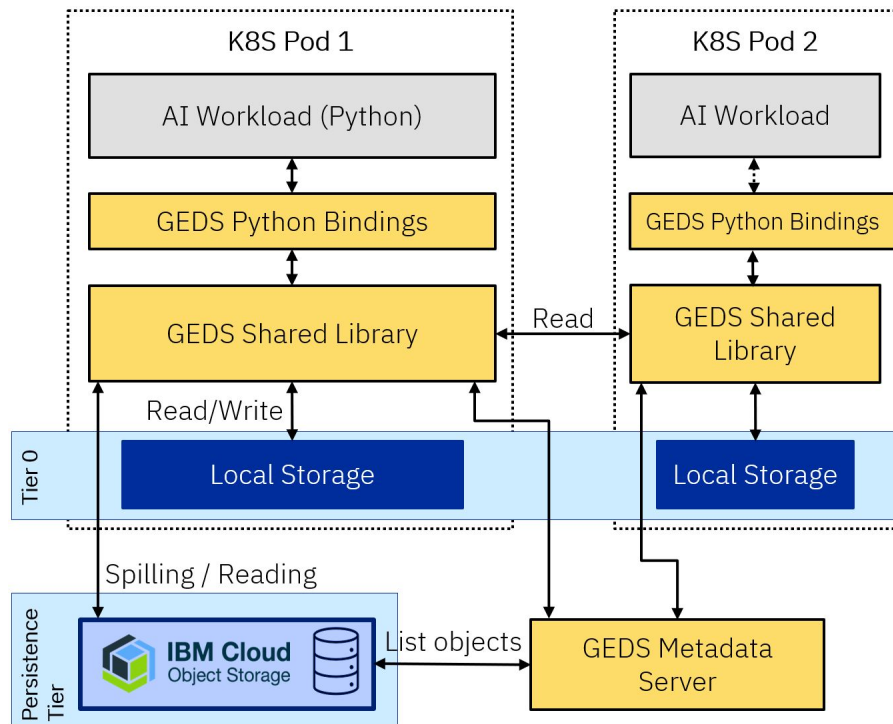 K8S Pod 1
K8S Pod 2
AI Workload (Python)
AI Workload
GEDS Python Bindings
GEDS Python Bindings
GEDS Shared Library
Read
GEDS Shared
Library
Read/Write
Tier 0
Local Storage
Local Storage
Spilling / Reading
Persistence
Tier
IBM Cloud
Object Storage
List objects
GEDS Metadata
Server